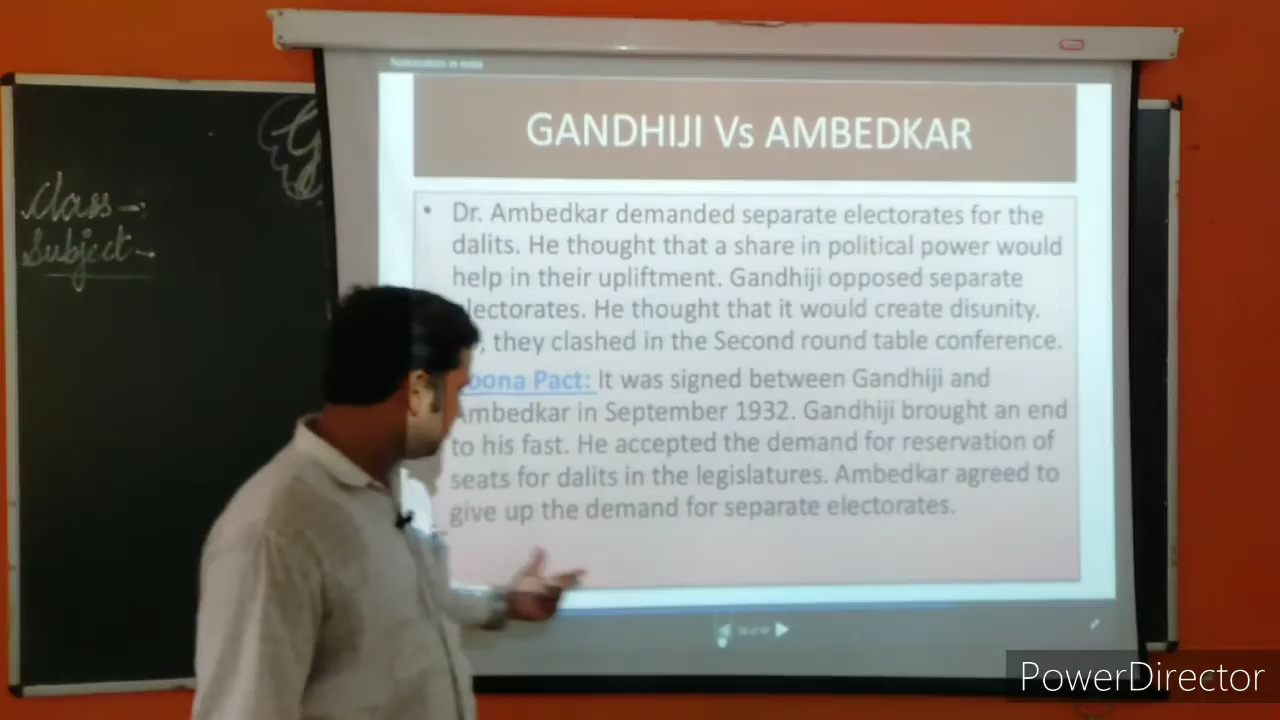 Nationalism in India
Class -:
Subject -
GANDHIJI Vs AMBEDKAR
• Dr. Ambedkar demanded separate electorates for the
dalits. He thought that a share in political power would
help in their upliftment. Gandhiji opposed separate
lectorates. He thought that it would create disunity.
, they clashed in the Second round table conference.
oona Pact: It was signed between Gandhiji and
mbedkar in September 1932. Gandhiji brought an end
to his fast. He accepted the demand for reservation of
seats for dalits in the legislatures. Ambedkar agreed to
give up the demand for separate electorates.
PowerDirector